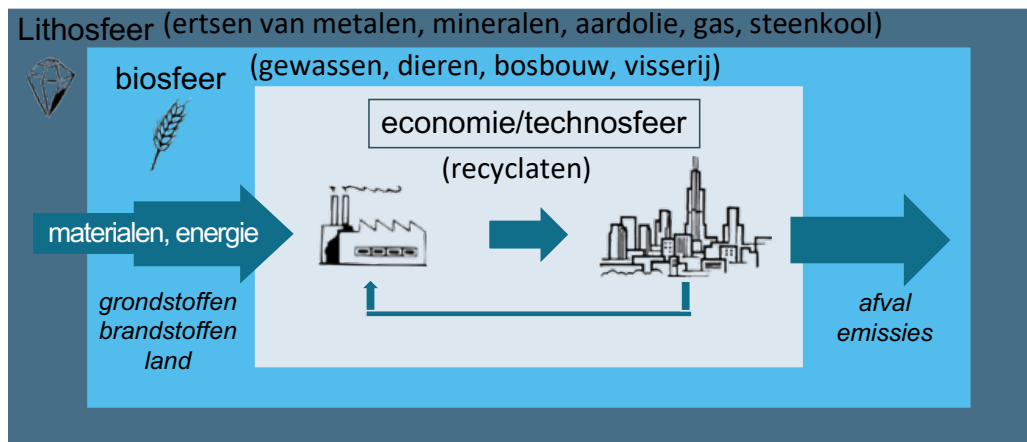 Lithosfeer (ertsen van metalen, mineralen, aardolie, gas, steenkool)
biosfeer (gewassen, dieren, bosbouw, visserij)
economie/technosfeer
(recyclaten)
materialen, energie
grondstoffen
brandstoffen
land
afval
emissies